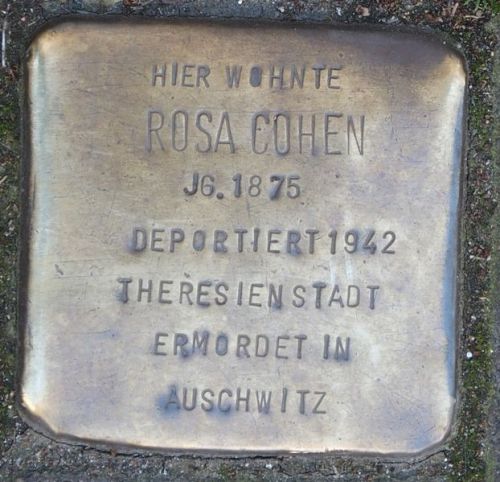 HIER WOHNTE
ROSA COHEN
JG. 1875
DEPORTIERT 1942
THERESIENSTADT
ERMORDET IN
AUSCHWITZ